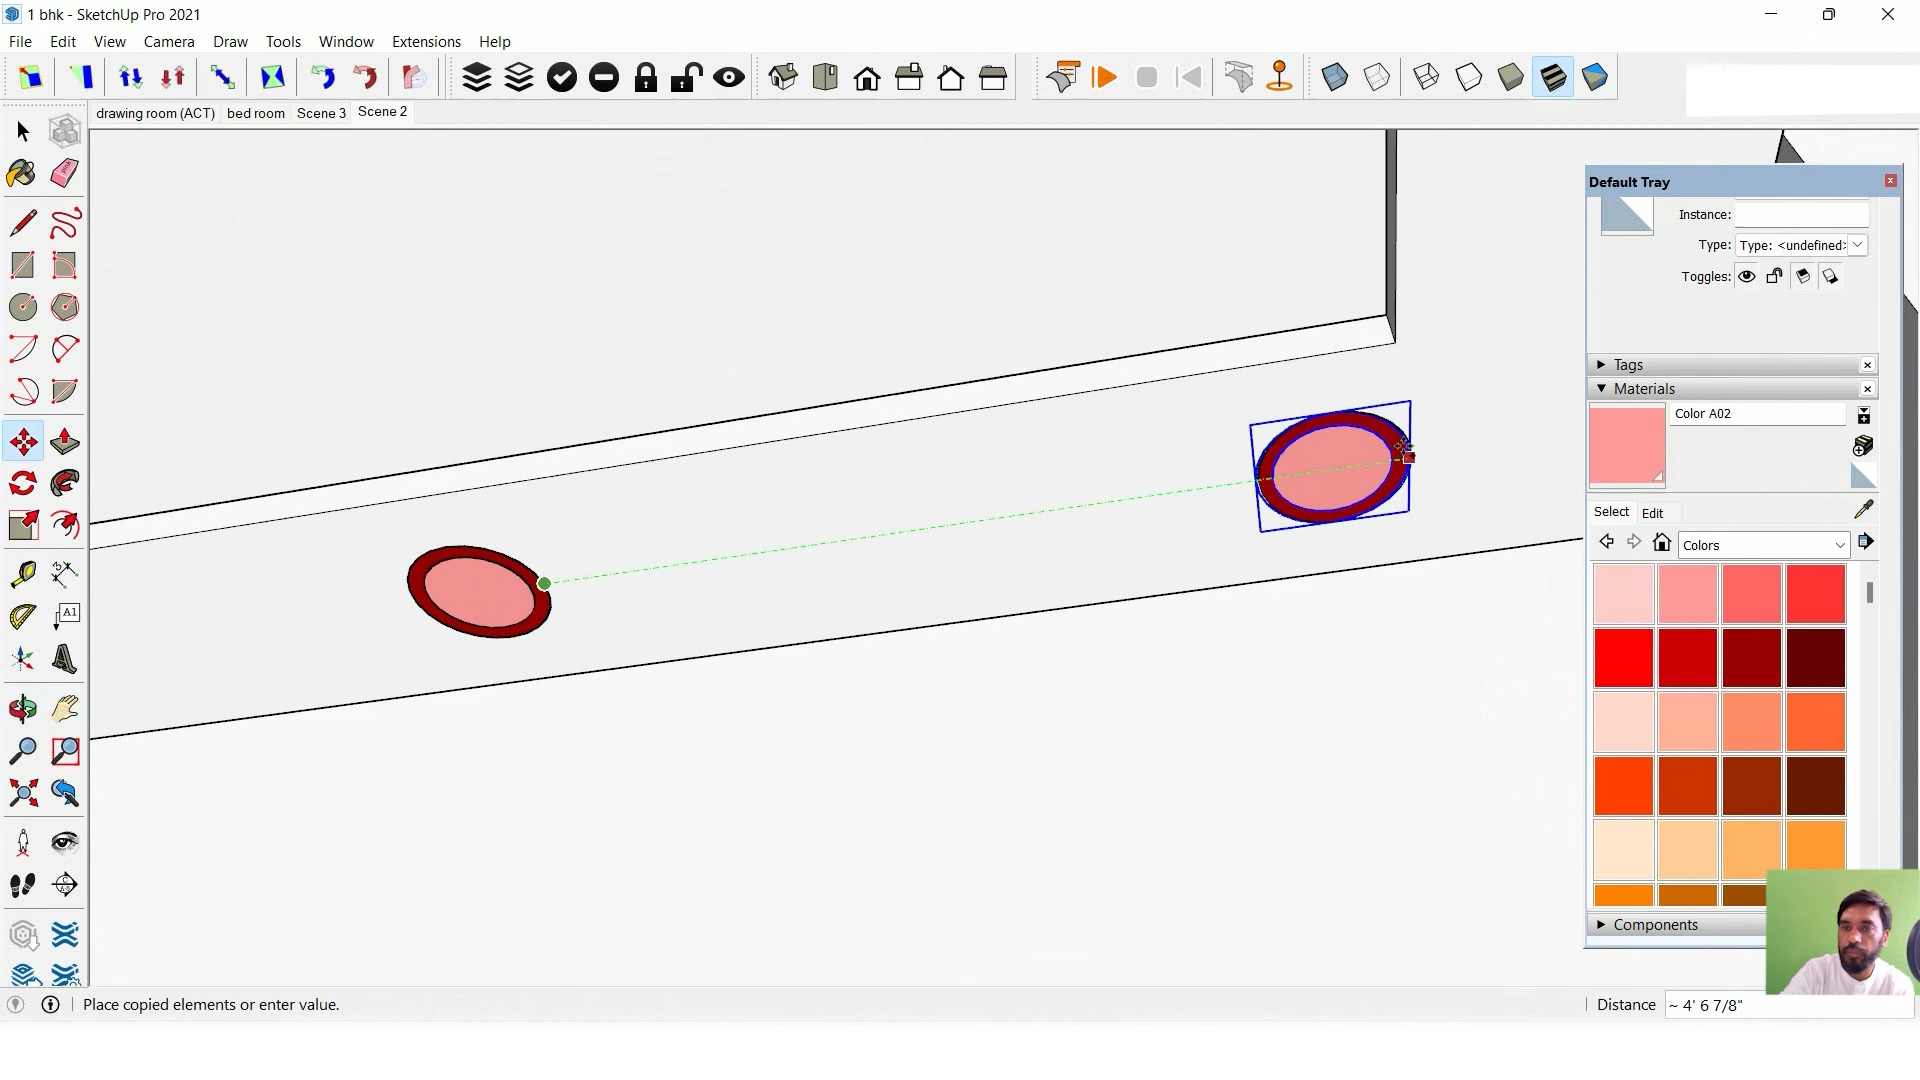 1 bhk - SketchUp Pro 2021
File Edit View Camera Draw Tools Window Extensions Help
drawing room (ACT) bed room Scene 3 Scene 2
Default Tray
Instance:
Type: Type: <undefined>
Toggles:
Tags
Materials
Color A02
Select Edit
Colors
A1
Components
Place copied elements or enter value.
Distance ~ 4' 6 7/8"